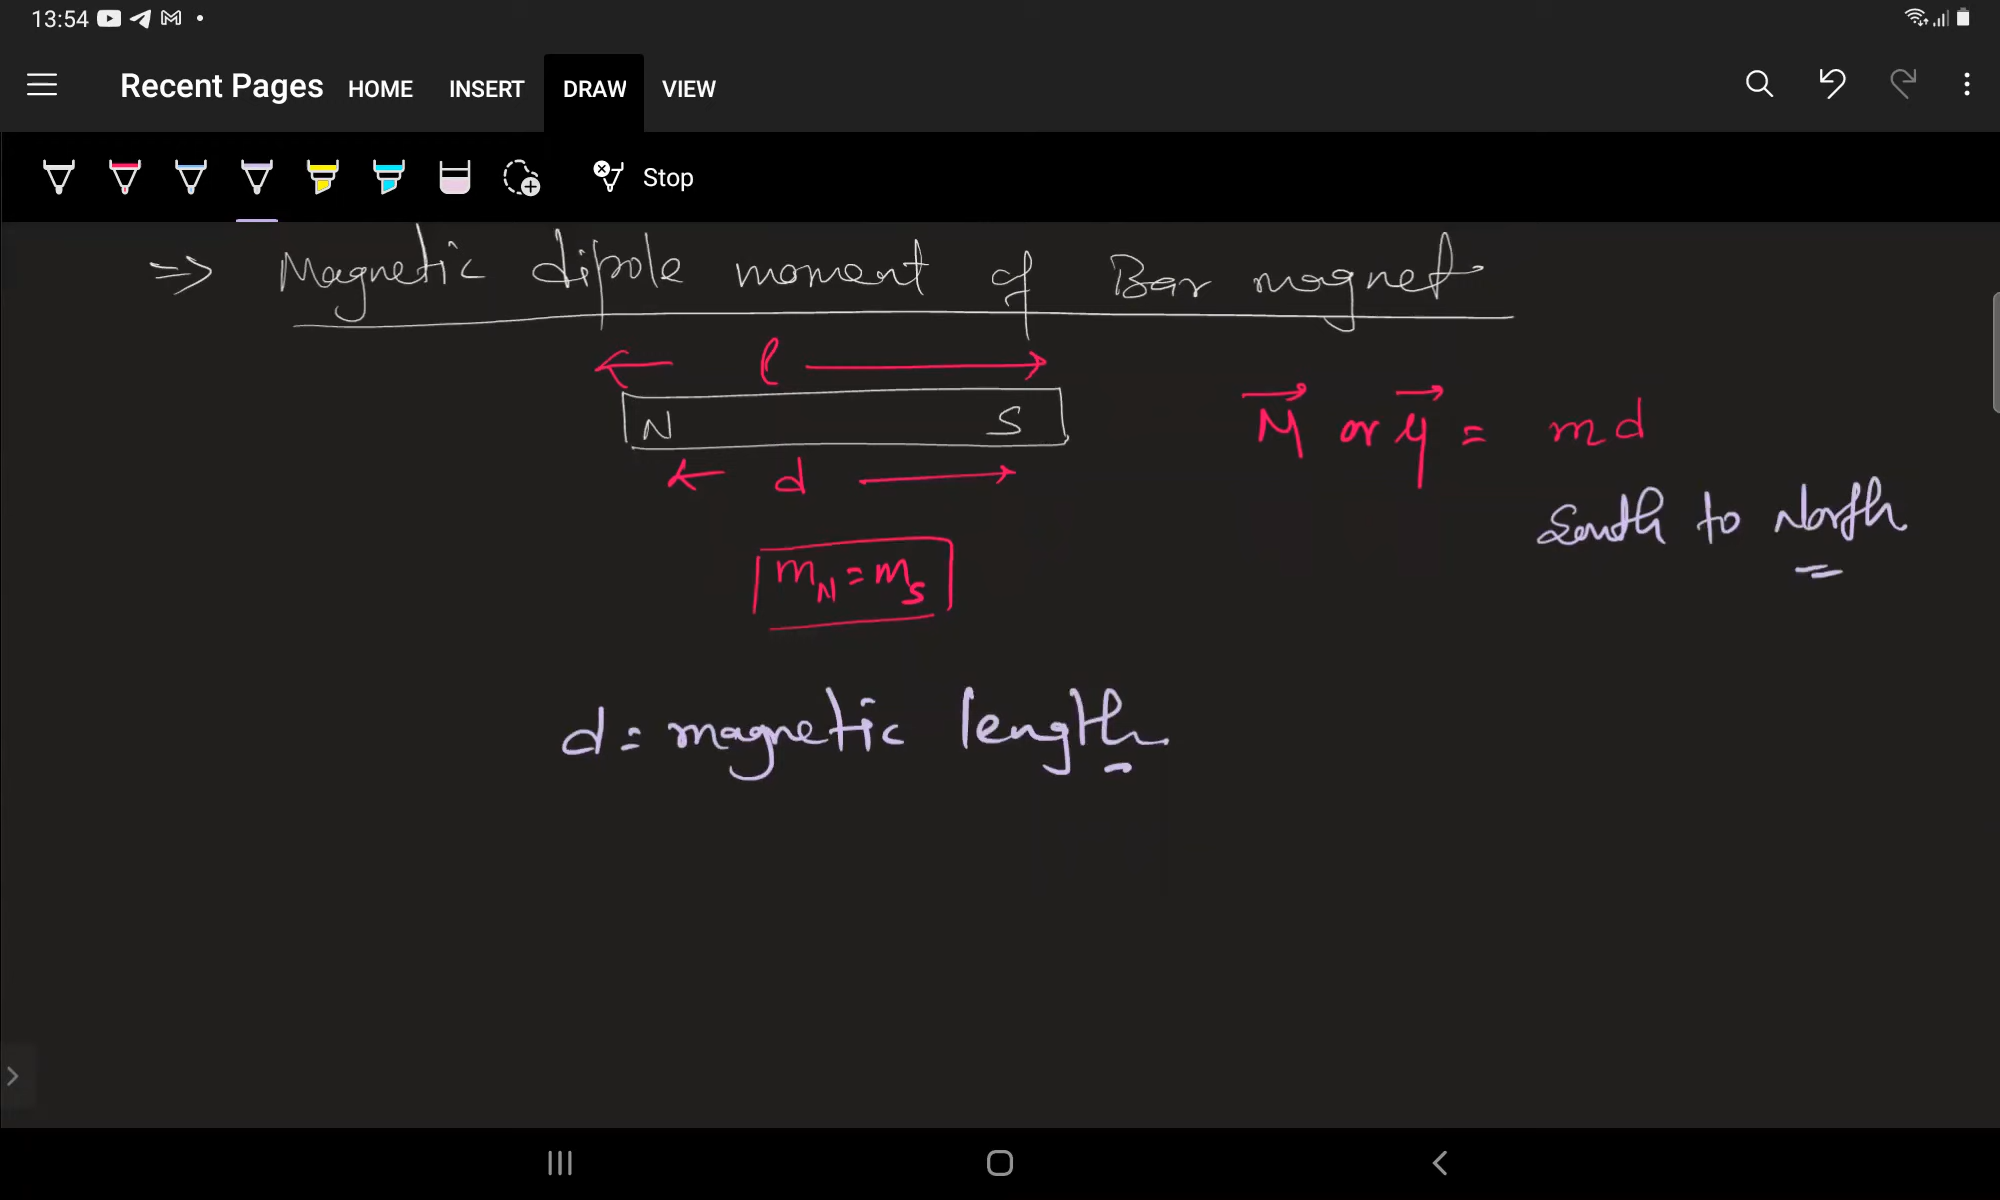 13:54
Recent Pages HOME INSERT DRAW VIEW
Stop
=> Magnetic dipole moment of Bar magnet
l
N S
d
M or μ = md
South to North
mN = mS
d = magnetic length